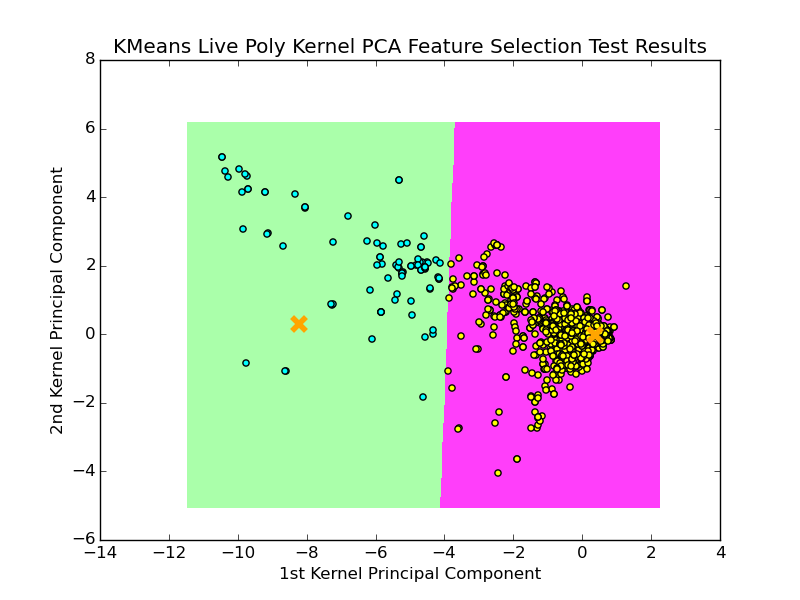 KMeans Live Poly Kernel PCA Feature Selection Test Results
8
6
4
2
0
−2
−4
−6
2nd Kernel Principal Component
−14 −12 −10 −8 −6 −4 −2 0 2 4
1st Kernel Principal Component